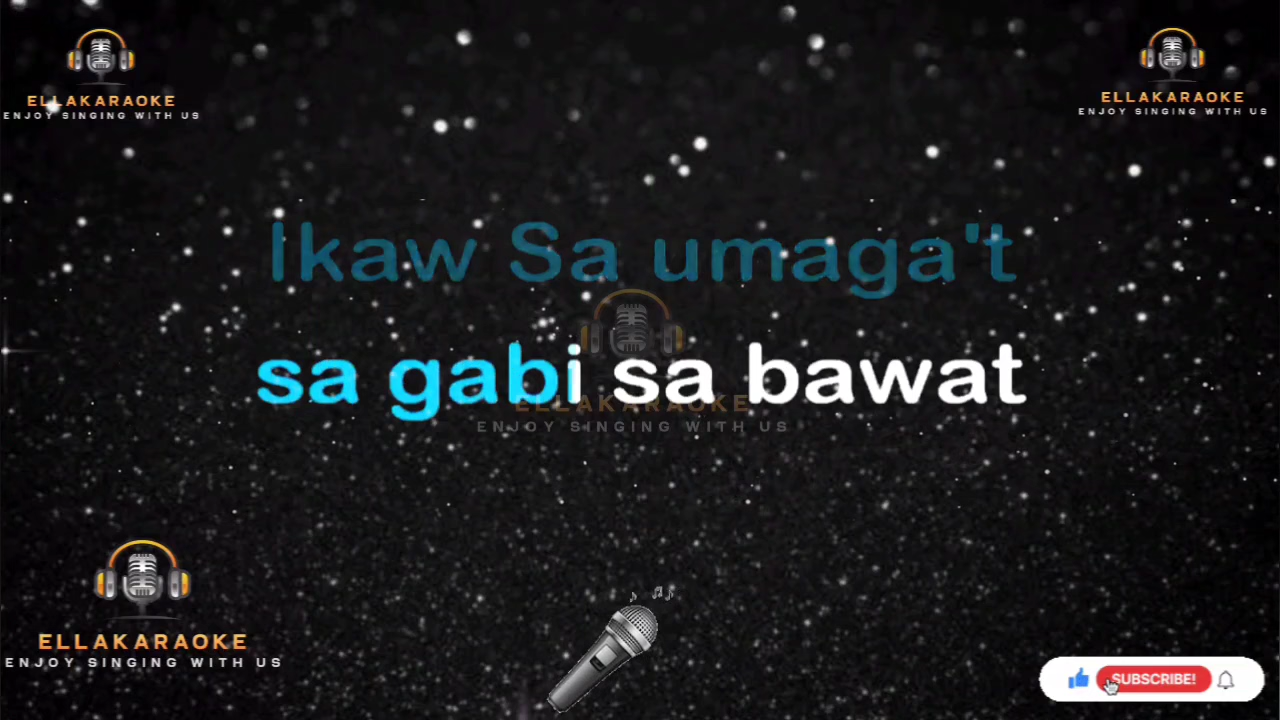 ELLAKARAOKE
ENJOY SINGING WITH US
ELLAKARAOKE
ENJOY SINGING WITH US
Ikaw Sa umaga't
sa gabi sa bawat
ELLAKARAOKE
ENJOY SINGING WITH US
ELLAKARAOKE
ENJOY SINGING WITH US
SUBSCRIBE!